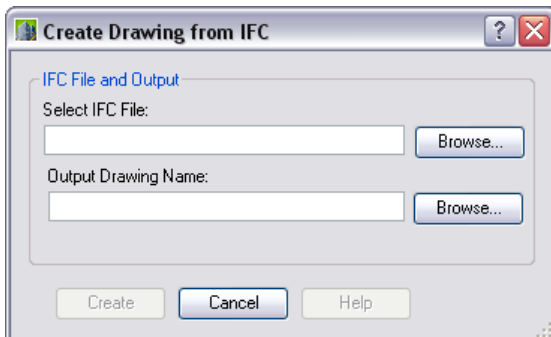 Create Drawing from IFC
IFC File and Output
Select IFC File:
Browse...
Output Drawing Name:
Browse...
Create Cancel Help